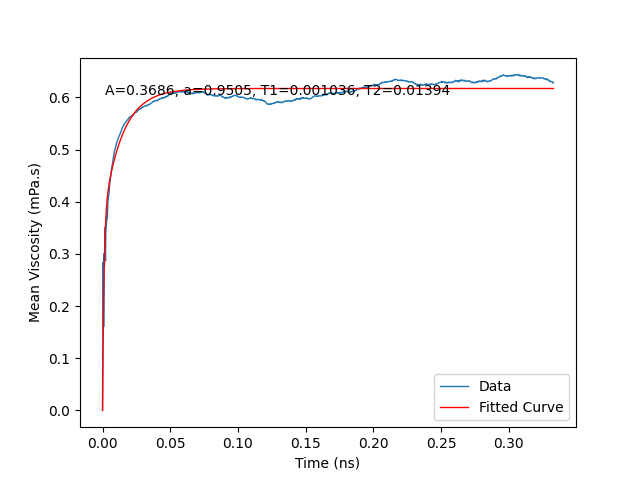 A=0.3686, a=0.9505, T1=0.001036, T2=0.01394
0.6
0.5
0.4
0.3
0.2
0.1
0.0
Mean Viscosity (mPa.s)
Data
Fitted Curve
0.00 0.05 0.10 0.15 0.20 0.25 0.30
Time (ns)